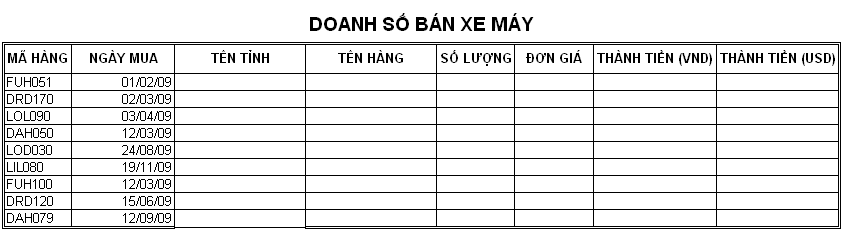 DOANH SỐ BÁN XE MÁY
MÃ HÀNG NGÀY MUA TÊN TỈNH TÊN HÀNG SỐ LƯỢNG ĐƠN GIÁ THÀNH TIỀN (VND) THÀNH TIỀN (USD)
FUH051 01/02/09
DRD170 02/03/09
LOL090 03/04/09
DAH050 12/03/09
LOD030 24/08/09
LIL080 19/11/09
FUH100 12/03/09
DRD120 15/06/09
DAH079 12/09/09